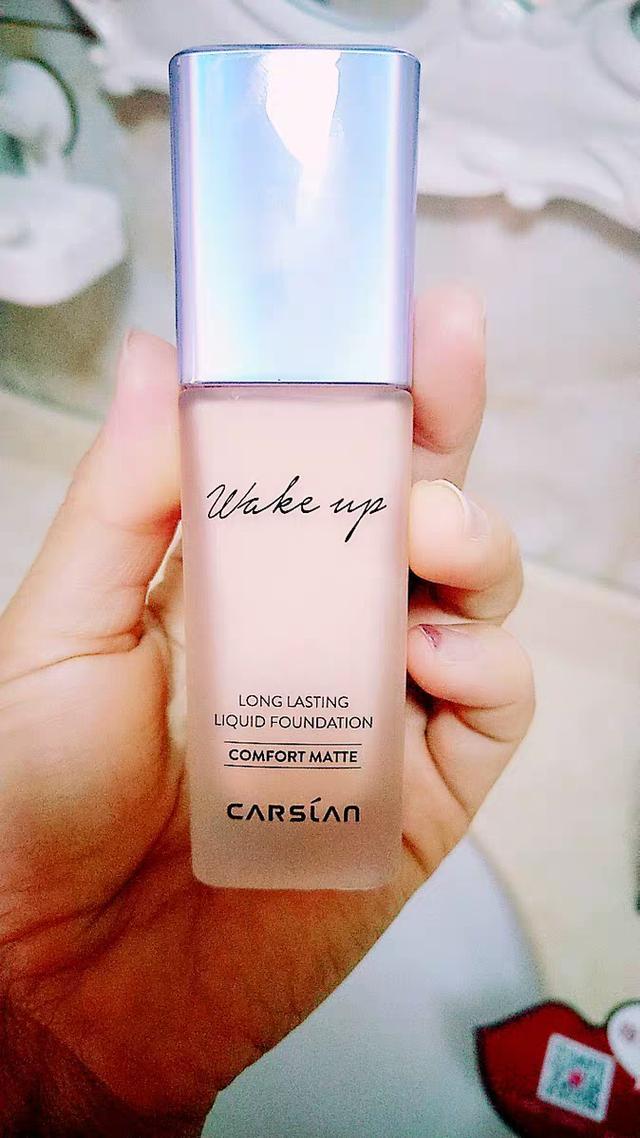 Wake up
LONG LASTING
LIQUID FOUNDATION
COMFORT MATTE
CARSíAN